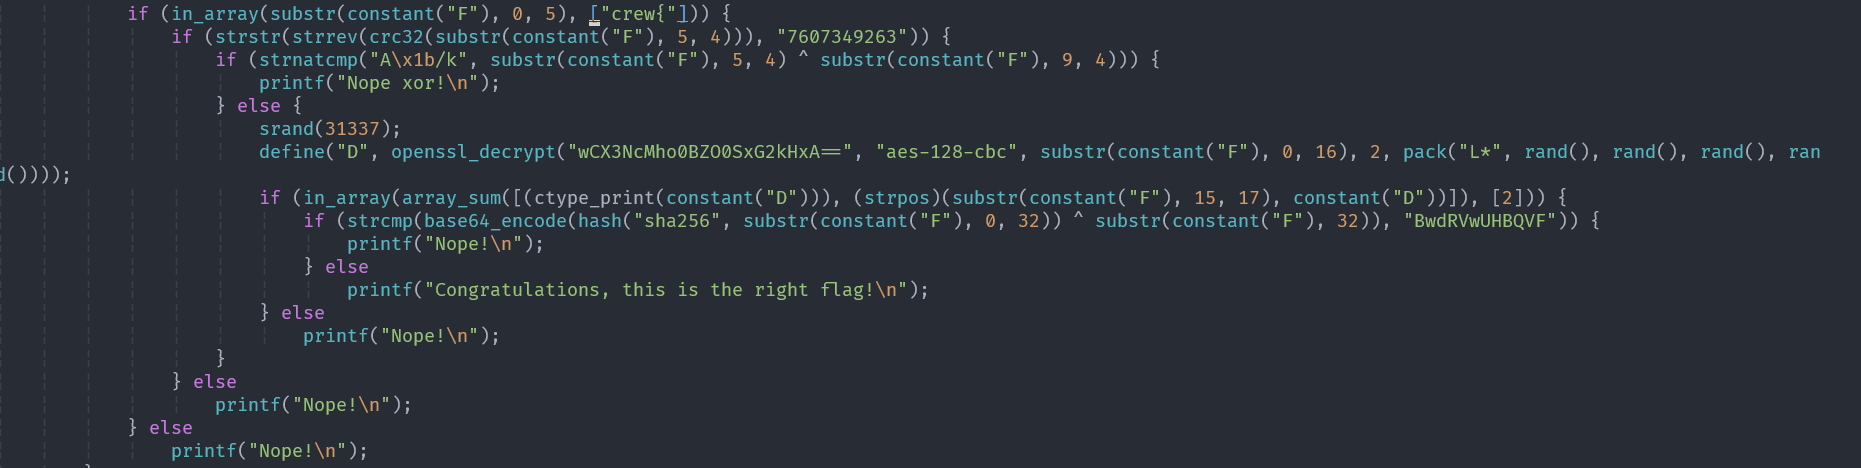 if (in_array(substr(constant("F"), 0, 5), ["crew{"])) {
if (strstr(strrev(crc32(substr(constant("F"), 5, 4))), "7607349263")) {
if (strnatcmp("A\x1b/k", substr(constant("F"), 5, 4) ^ substr(constant("F"), 9, 4))) {
printf("Nope xor!\n");
} else {
srand(31337);
define("D", openssl_decrypt("wCX3NcMho0BZO0SxG2kHxA==", "aes-128-cbc", substr(constant("F"), 0, 16), 2, pack("L*", rand(), rand(), rand(), ran
d())));
if (in_array(array_sum([(ctype_print(constant("D"))), (strpos)(substr(constant("F"), 15, 17), constant("D"))]), [2])) {
if (strcmp(base64_encode(hash("sha256", substr(constant("F"), 0, 32)) ^ substr(constant("F"), 32)), "BwdRVwUHBQVF")) {
printf("Nope!\n");
} else
printf("Congratulations, this is the right flag!\n");
} else
printf("Nope!\n");
}
} else
printf("Nope!\n");
} else
printf("Nope!\n");